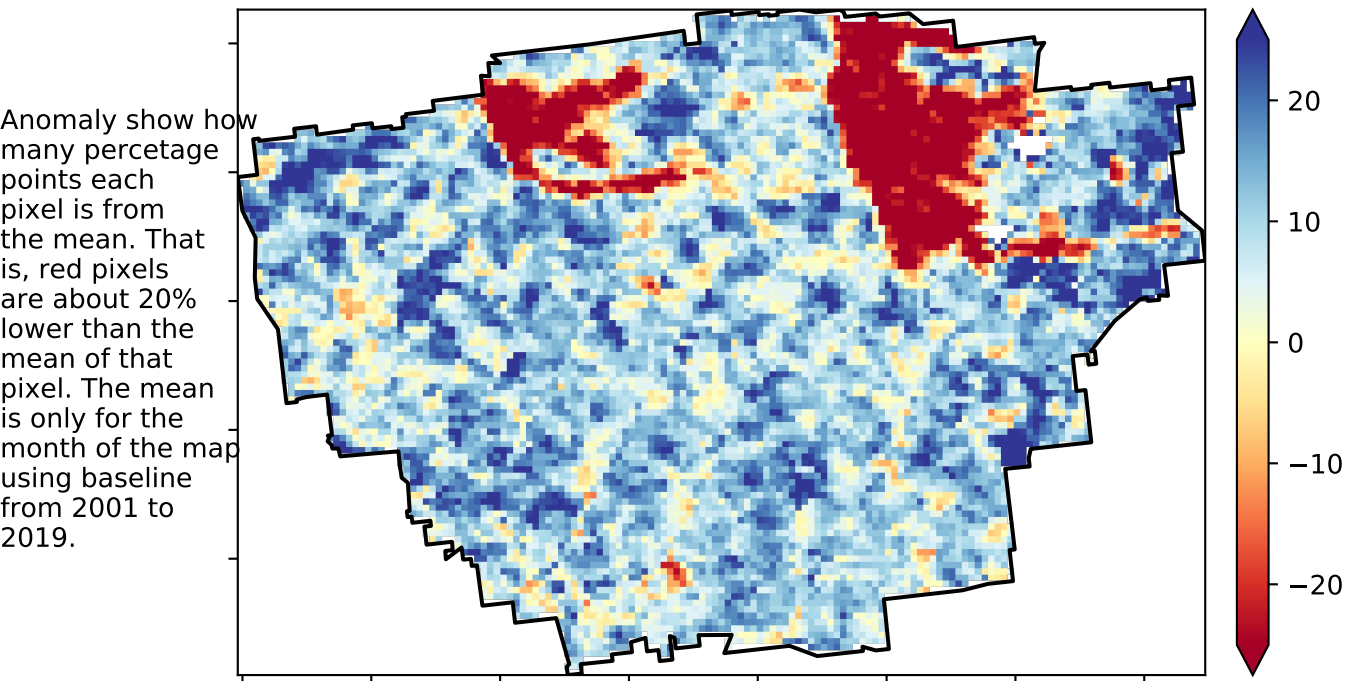 Anomaly show how
many percetage
points each
pixel is from
the mean. That
is, red pixels
are about 20%
lower than the
mean of that
pixel. The mean
is only for the
month of the map
using baseline
from 2001 to
2019.
20
10
0
−10
−20